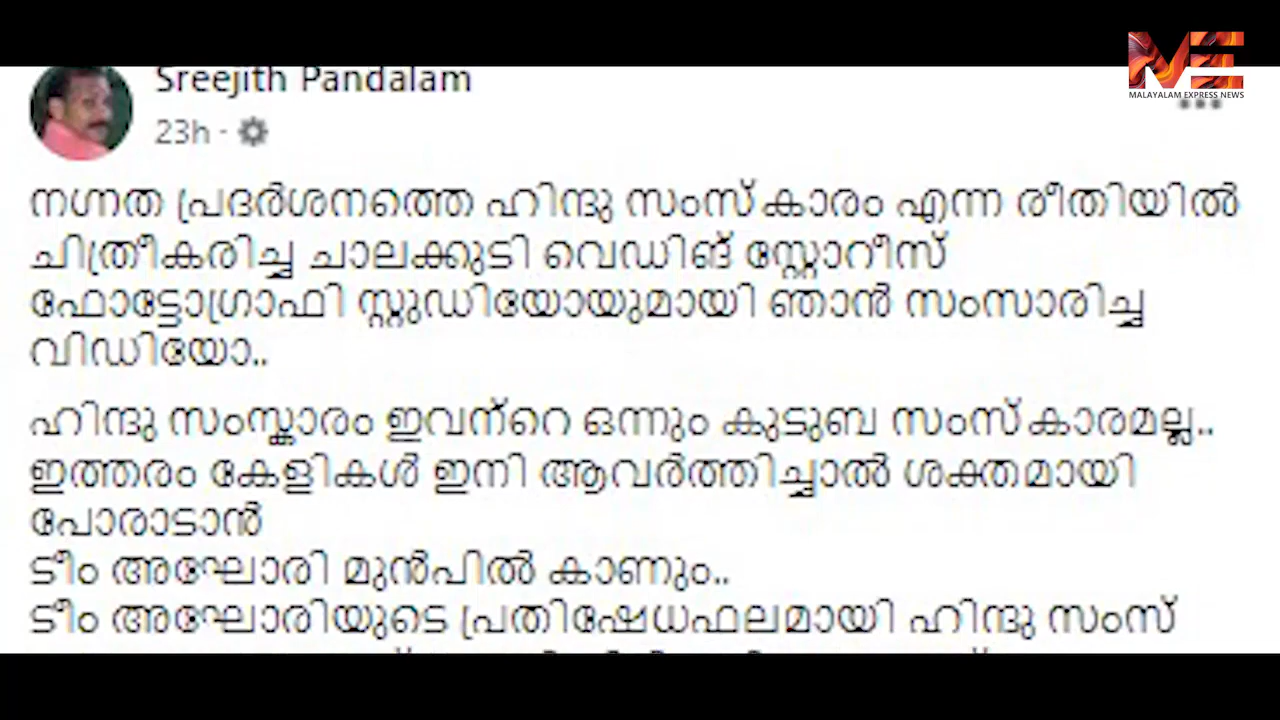 Sreejith Pandalam
ME
MALAYALAM EXPRESS NEWS
23h ·
നഗ്നത പ്രദർശനത്തെ ഹിന്ദു സംസ്‌കാരം എന്ന രീതിയിൽ
ചിത്രീകരിച്ച ചാലക്കുടി വെഡിങ് സ്റ്റോറീസ്
ഫോട്ടോഗ്രാഫി സ്റ്റുഡിയോയുമായി ഞാൻ സംസാരിച്ച
വിഡിയോ..
ഹിന്ദു സംസ്കാരം ഇവന്റെ ഒന്നും കുടുബ സംസ്‌കാരമല്ല..
ഇത്തരം കേളികൾ ഇനി ആവർത്തിച്ചാൽ ശക്തമായി
പോരാടാൻ
ടീം അഘോരി മുൻപിൽ കാണും..
ടീം അഘോരിയുടെ പ്രതിഷേധഫലമായി ഹിന്ദു സംസ്